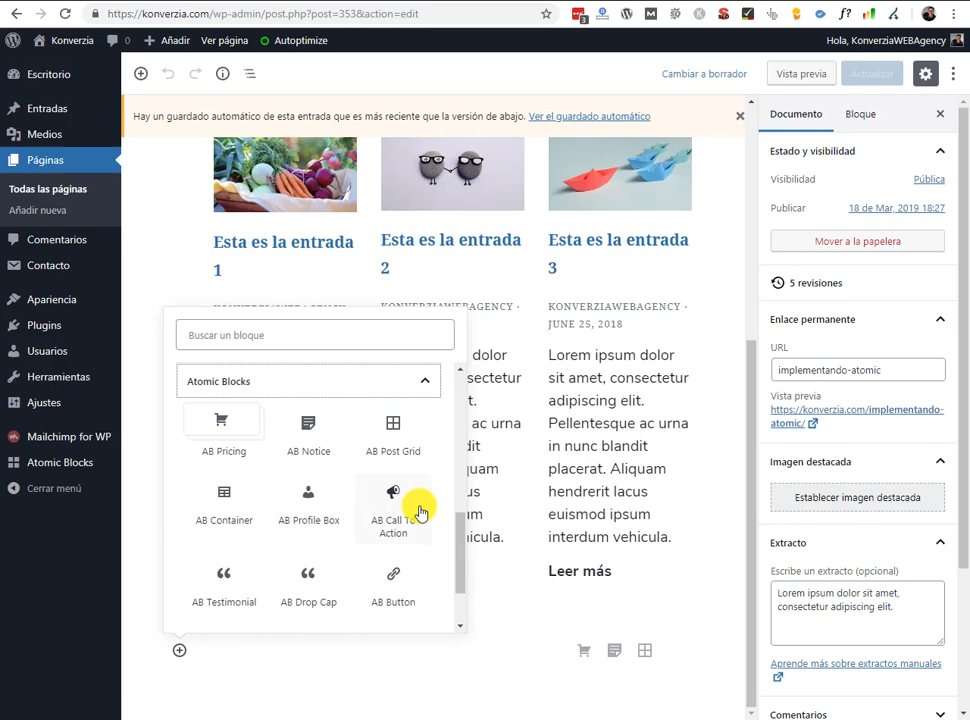 https://konverzia.com/wp-admin/post.php?post=353&action=edit
Konverzia
0
Añadir
Ver página
Autoptimize
Hola, KonverziaWEBAgency
Escritorio
Entradas
Medios
Páginas
Todas las páginas
Añadir nueva
Comentarios
Contacto
Apariencia
Plugins
Usuarios
Herramientas
Ajustes
Mailchimp for WP
Atomic Blocks
Cerrar menú
Cambiar a borrador
Vista previa
Actualizar
Hay un guardado automático de esta entrada que es más reciente que la versión de abajo. Ver el guardado automático
Esta es la entrada
1
Esta es la entrada
2
Esta es la entrada
3
KONVERZIAWEBAGENCY ·
KONVERZIAWEBAGENCY ·
KONVERZIAWEBAGENCY ·
JUNE 25, 2018
Lorem ipsum dolor
sit amet, consectetur
adipiscing elit.
Phasellus ac urna
in nunc blandit
placerat. Aliquam
hendrerit lacus
euismod ipsum
interdum vehicula.
Leer más
Buscar un bloque
Atomic Blocks
AB Pricing
AB Notice
AB Post Grid
AB Container
AB Profile Box
AB Call To
Action
AB Testimonial
AB Drop Cap
AB Button
Documento
Bloque
Estado y visibilidad
Visibilidad
Pública
Publicar
18 de Mar, 2019 18:27
Mover a la papelera
5 revisiones
Enlace permanente
URL
implementando-atomic
Vista previa
https://konverzia.com/implementando-
atomic/
Imagen destacada
Establecer imagen destacada
Extracto
Escribe un extracto (opcional)
Lorem ipsum dolor sit amet,
consectetur adipiscing elit.
Aprende más sobre extractos manuales
Comentarios